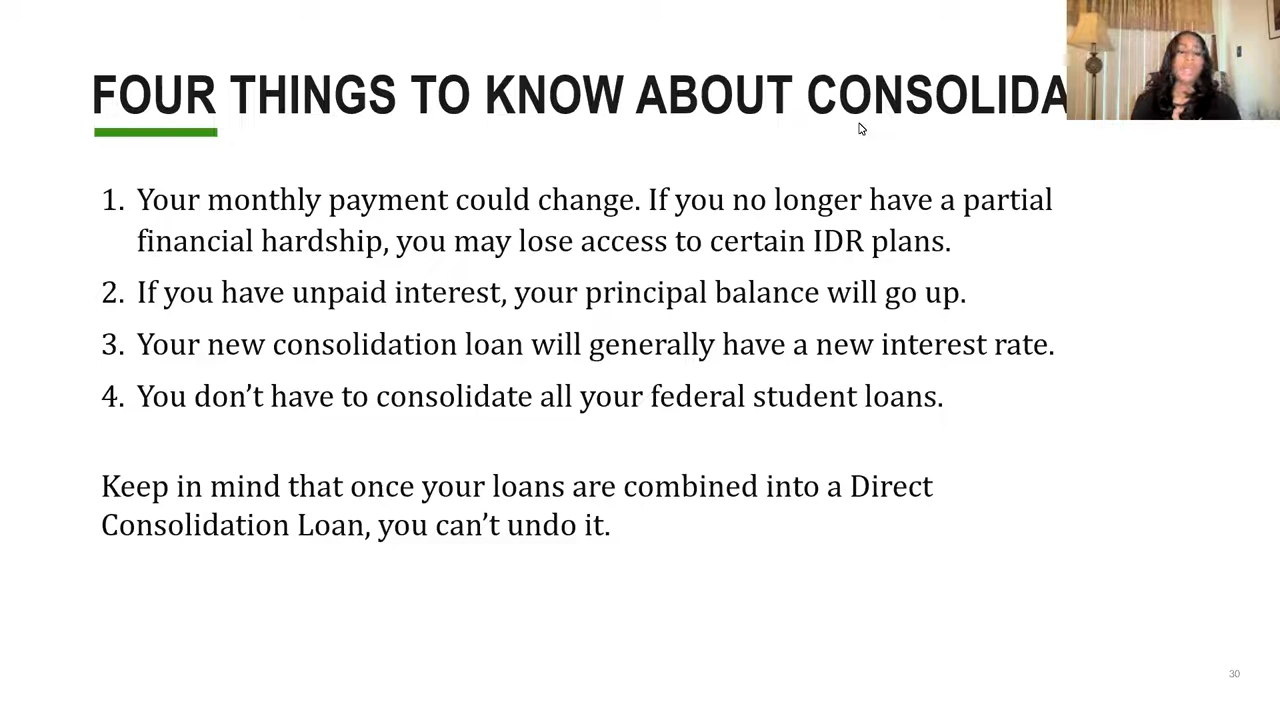 FOUR THINGS TO KNOW ABOUT CONSOLIDA
1. Your monthly payment could change. If you no longer have a partial
financial hardship, you may lose access to certain IDR plans.
2. If you have unpaid interest, your principal balance will go up.
3. Your new consolidation loan will generally have a new interest rate.
4. You don’t have to consolidate all your federal student loans.
Keep in mind that once your loans are combined into a Direct
Consolidation Loan, you can’t undo it.
30